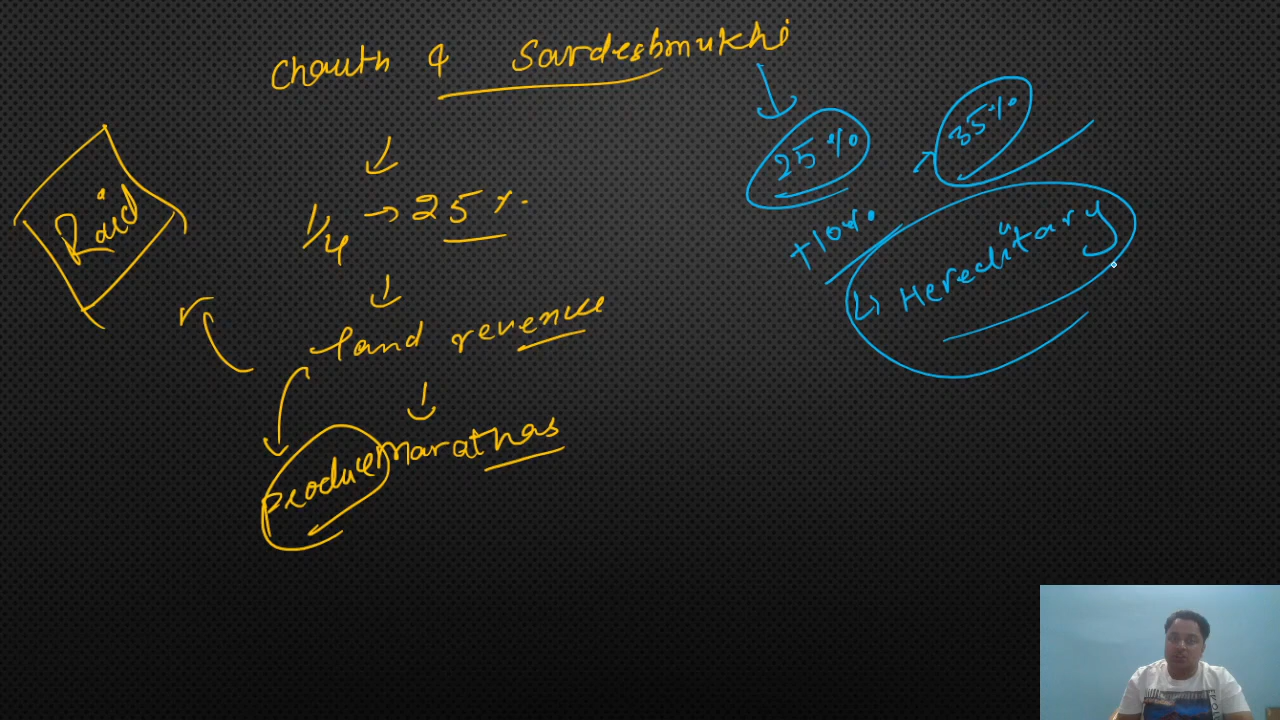 Chauth & Sardeshmukhi
25%
35%
+10%
↳ Hereditary
Raid
1/4 → 25%
land revenue
produce
Marathas